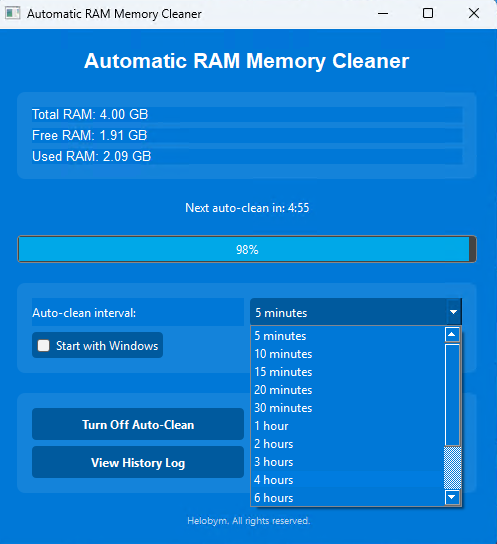 Automatic RAM Memory Cleaner
Automatic RAM Memory Cleaner
Total RAM: 4.00 GB
Free RAM: 1.91 GB
Used RAM: 2.09 GB
Next auto-clean in: 4:55
98%
Auto-clean interval:
5 minutes
Start with Windows
5 minutes
10 minutes
15 minutes
20 minutes
30 minutes
1 hour
2 hours
3 hours
4 hours
6 hours
Turn Off Auto-Clean
View History Log
Helobym. All rights reserved.